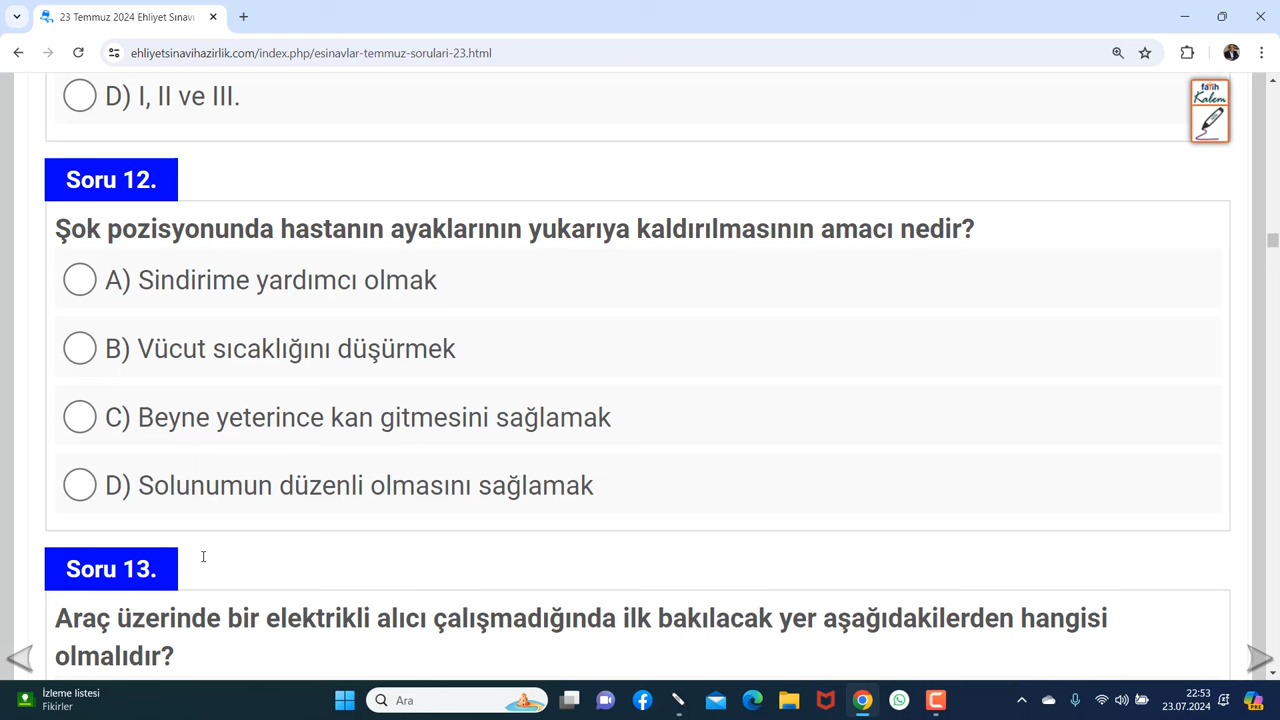 23 Temmuz 2024 Ehliyet Sınavı
ehliyetsinavihazirlik.com/index.php/esinavlar-temmuz-sorulari-23.html
D) I, II ve III.
fatih
Kalem
Soru 12.
Şok pozisyonunda hastanın ayaklarının yukarıya kaldırılmasının amacı nedir?
A) Sindirime yardımcı olmak
B) Vücut sıcaklığını düşürmek
C) Beyne yeterince kan gitmesini sağlamak
D) Solunumun düzenli olmasını sağlamak
Soru 13.
Araç üzerinde bir elektrikli alıcı çalışmadığında ilk bakılacak yer aşağıdakilerden hangisi
olmalıdır?
İzleme listesi
Fikirler
Ara
22:53
23.07.2024
PRE